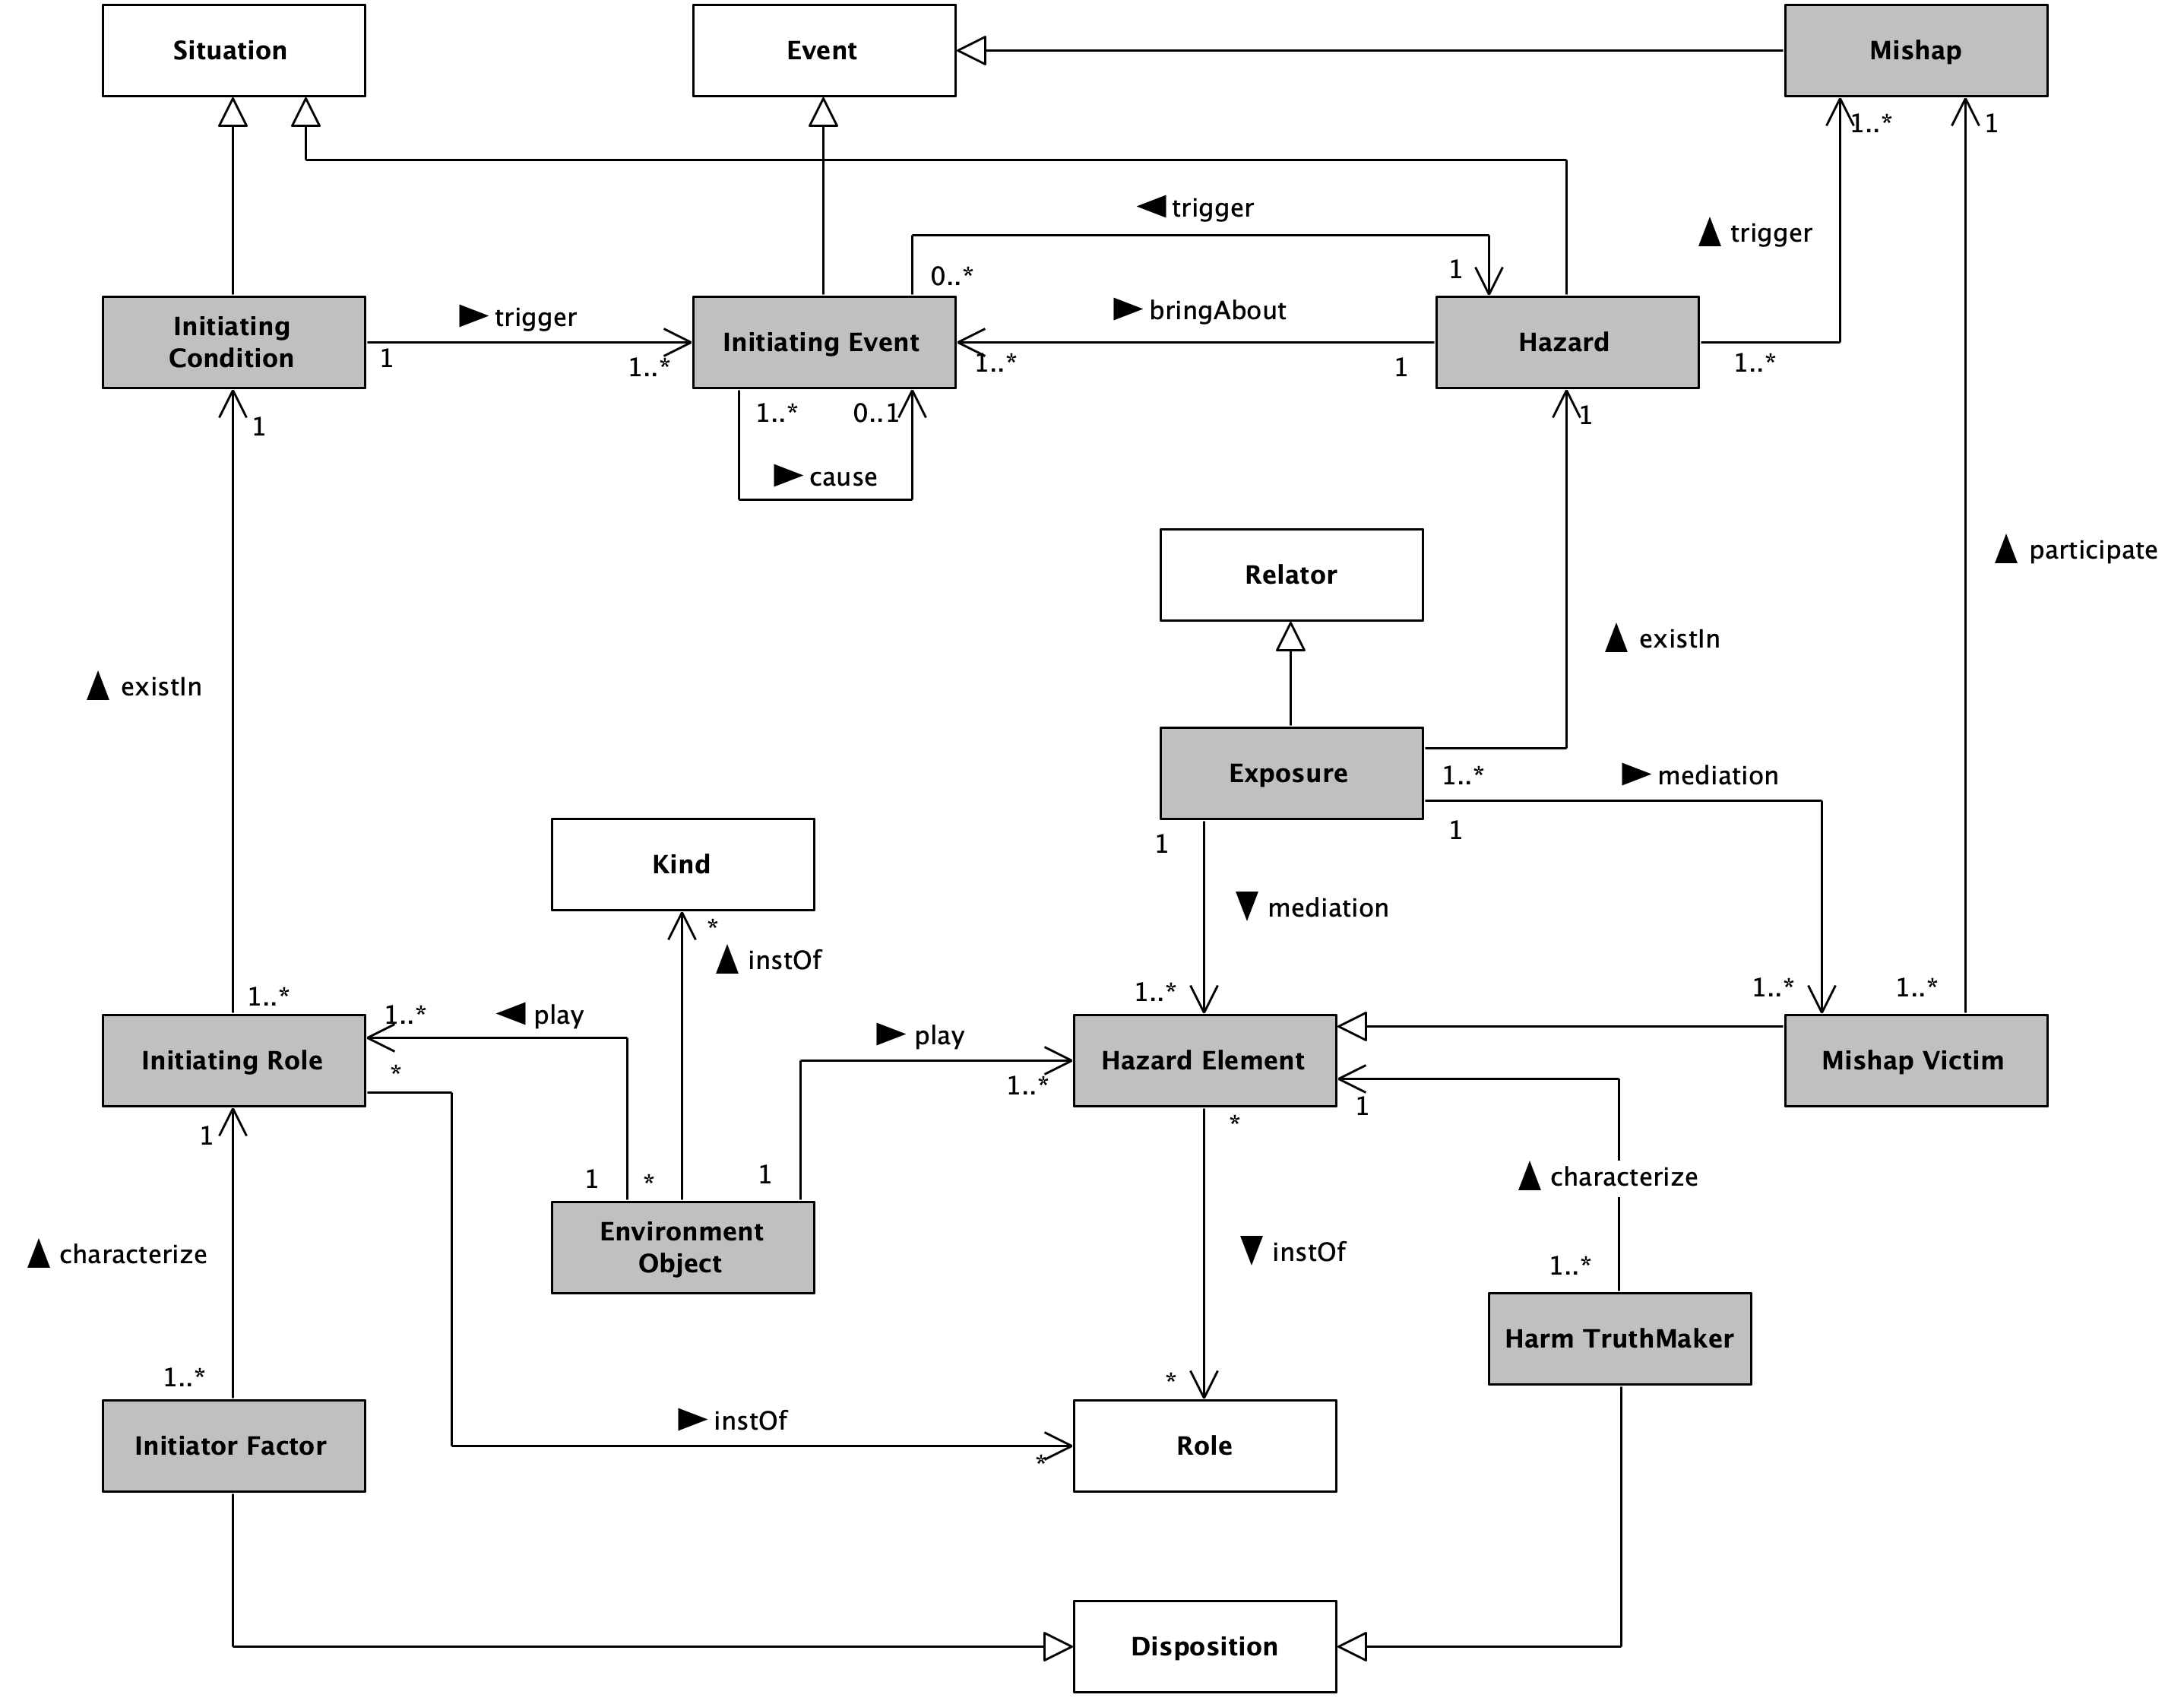 Situation
Event
Mishap
1..*
1
trigger
trigger
0..*
1
bringAbout
Initiating
Condition
trigger
Initiating Event
Hazard
1
1..*
1..*
1
1..*
1..*
0..1
1
1
cause
participate
Relator
existIn
existIn
Exposure
1..*
mediation
1
1
Kind
mediation
*
instOf
1..*
1..*
1..*
1..*
1..*
play
play
Initiating Role
Hazard Element
Mishap Victim
*
1..*
1
1
*
1
*
1
characterize
Environment
Object
instOf
characterize
1..*
Harm TruthMaker
1..*
*
instOf
Initiator Factor
Role
*
Disposition